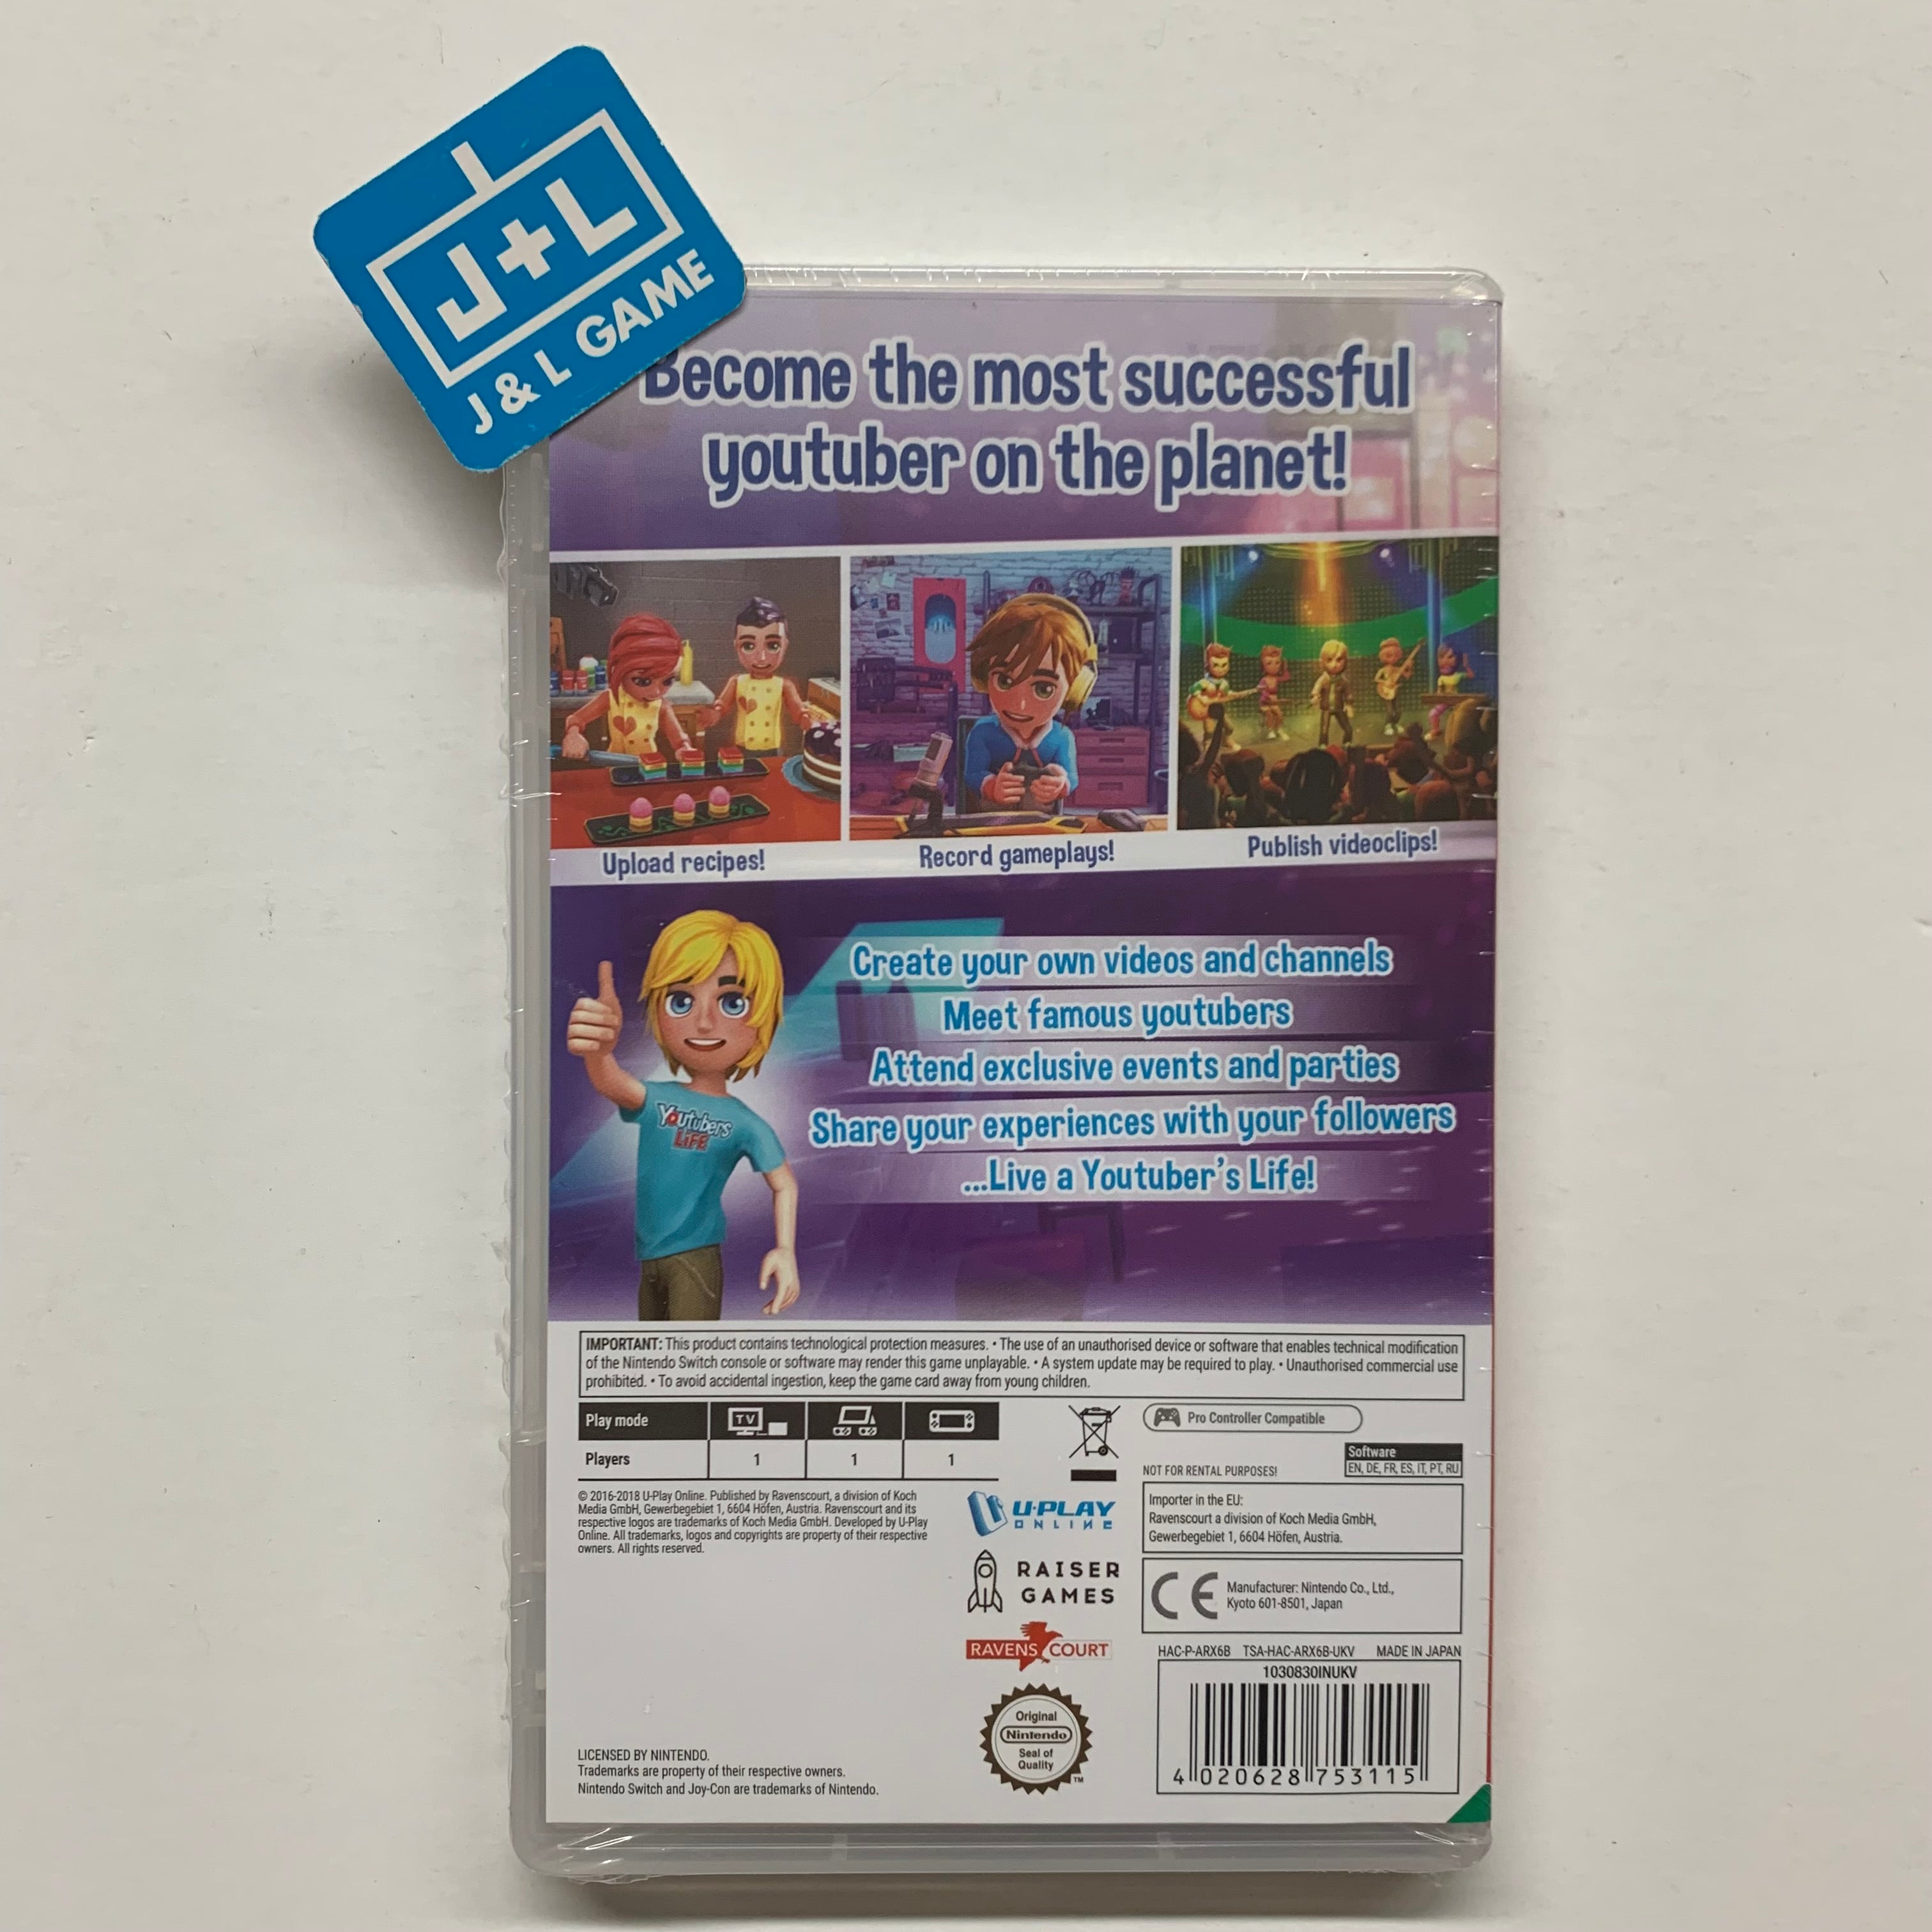 J+L
J & L GAME
Become the most successful
youtuber on the planet!
Upload recipes!
Record gameplays!
Publish videoclips!
Create your own videos and channels
Meet famous youtubers
Attend exclusive events and parties
Share your experiences with your followers
...Live a Youtuber's Life!
Youtubers
LIFE
IMPORTANT: This product contains technological protection measures. • The use of an unauthorised device or software that enables technical modification
of the Nintendo Switch console or software may render this game unplayable. • A system update may be required to play. • Unauthorised commercial use
prohibited. • To avoid accidental ingestion, keep the game card away from young children.
Play mode
TV
Players 1 1 1
Pro Controller Compatible
NOT FOR RENTAL PURPOSES!
Software
EN, DE, FR, ES, IT, PT, RU
© 2016-2018 U-Play Online. Published by Ravenscourt, a division of Koch
Media GmbH, Gewerbegebiet 1, 6604 Höfen, Austria. Ravenscourt and its
respective logos are trademarks of Koch Media GmbH. Developed by U-Play
Online. All trademarks, logos and copyrights are property of their respective
owners. All rights reserved.
U·PLAY
ONLINE
RAISER
GAMES
RAVENSCOURT
Original
Nintendo
Seal of
Quality
TM
Importer in the EU:
Ravenscourt a division of Koch Media GmbH,
Gewerbegebiet 1, 6604 Höfen, Austria.
CE
Manufacturer: Nintendo Co., Ltd.,
Kyoto 601-8501, Japan
HAC-P-ARX6B TSA-HAC-ARX6B-UKV MADE IN JAPAN
1030830INUKV
4 020628 753115
LICENSED BY NINTENDO.
Trademarks are property of their respective owners.
Nintendo Switch and Joy-Con are trademarks of Nintendo.